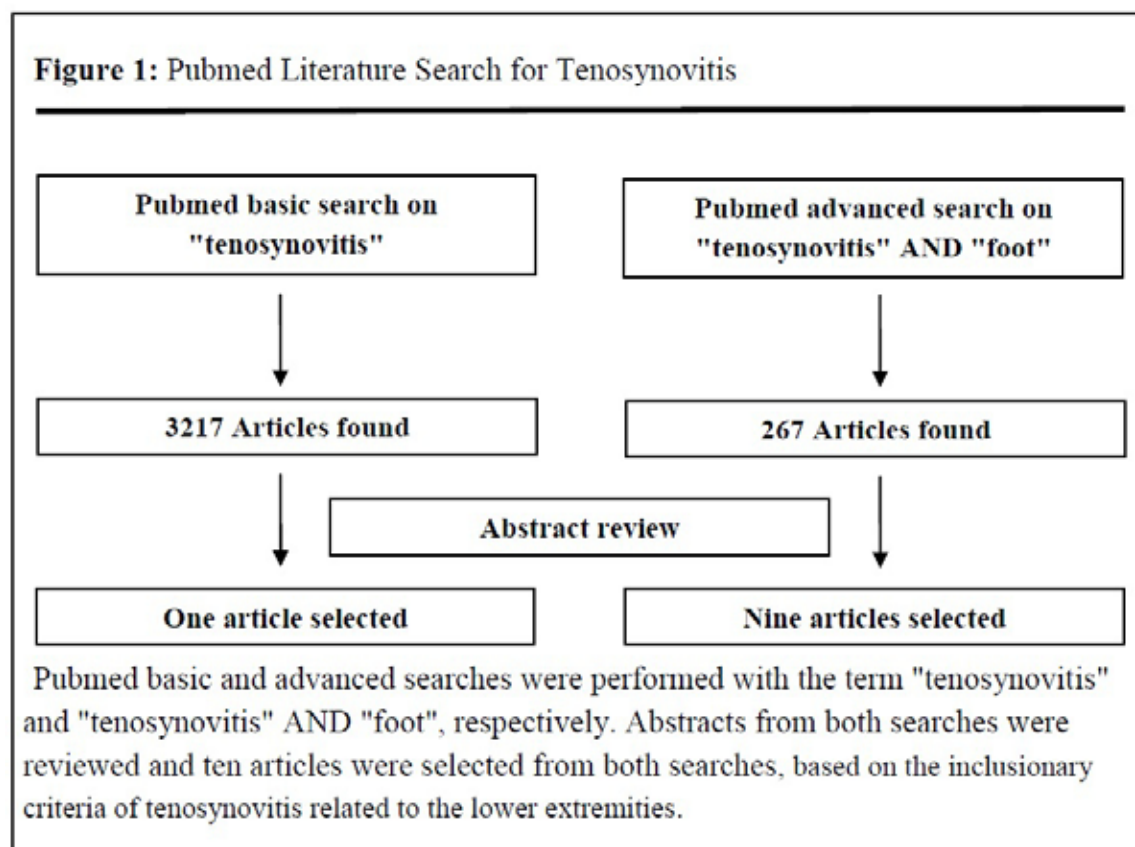 Figure 1: Pubmed Literature Search for Tenosynovitis
Pubmed basic search on
"tenosynovitis"
Pubmed advanced search on
"tenosynovitis" AND "foot"
3217 Articles found
267 Articles found
Abstract review
One article selected
Nine articles selected
Pubmed basic and advanced searches were performed with the term "tenosynovitis"
and "tenosynovitis" AND "foot", respectively. Abstracts from both searches were
reviewed and ten articles were selected from both searches, based on the inclusionary
criteria of tenosynovitis related to the lower extremities.